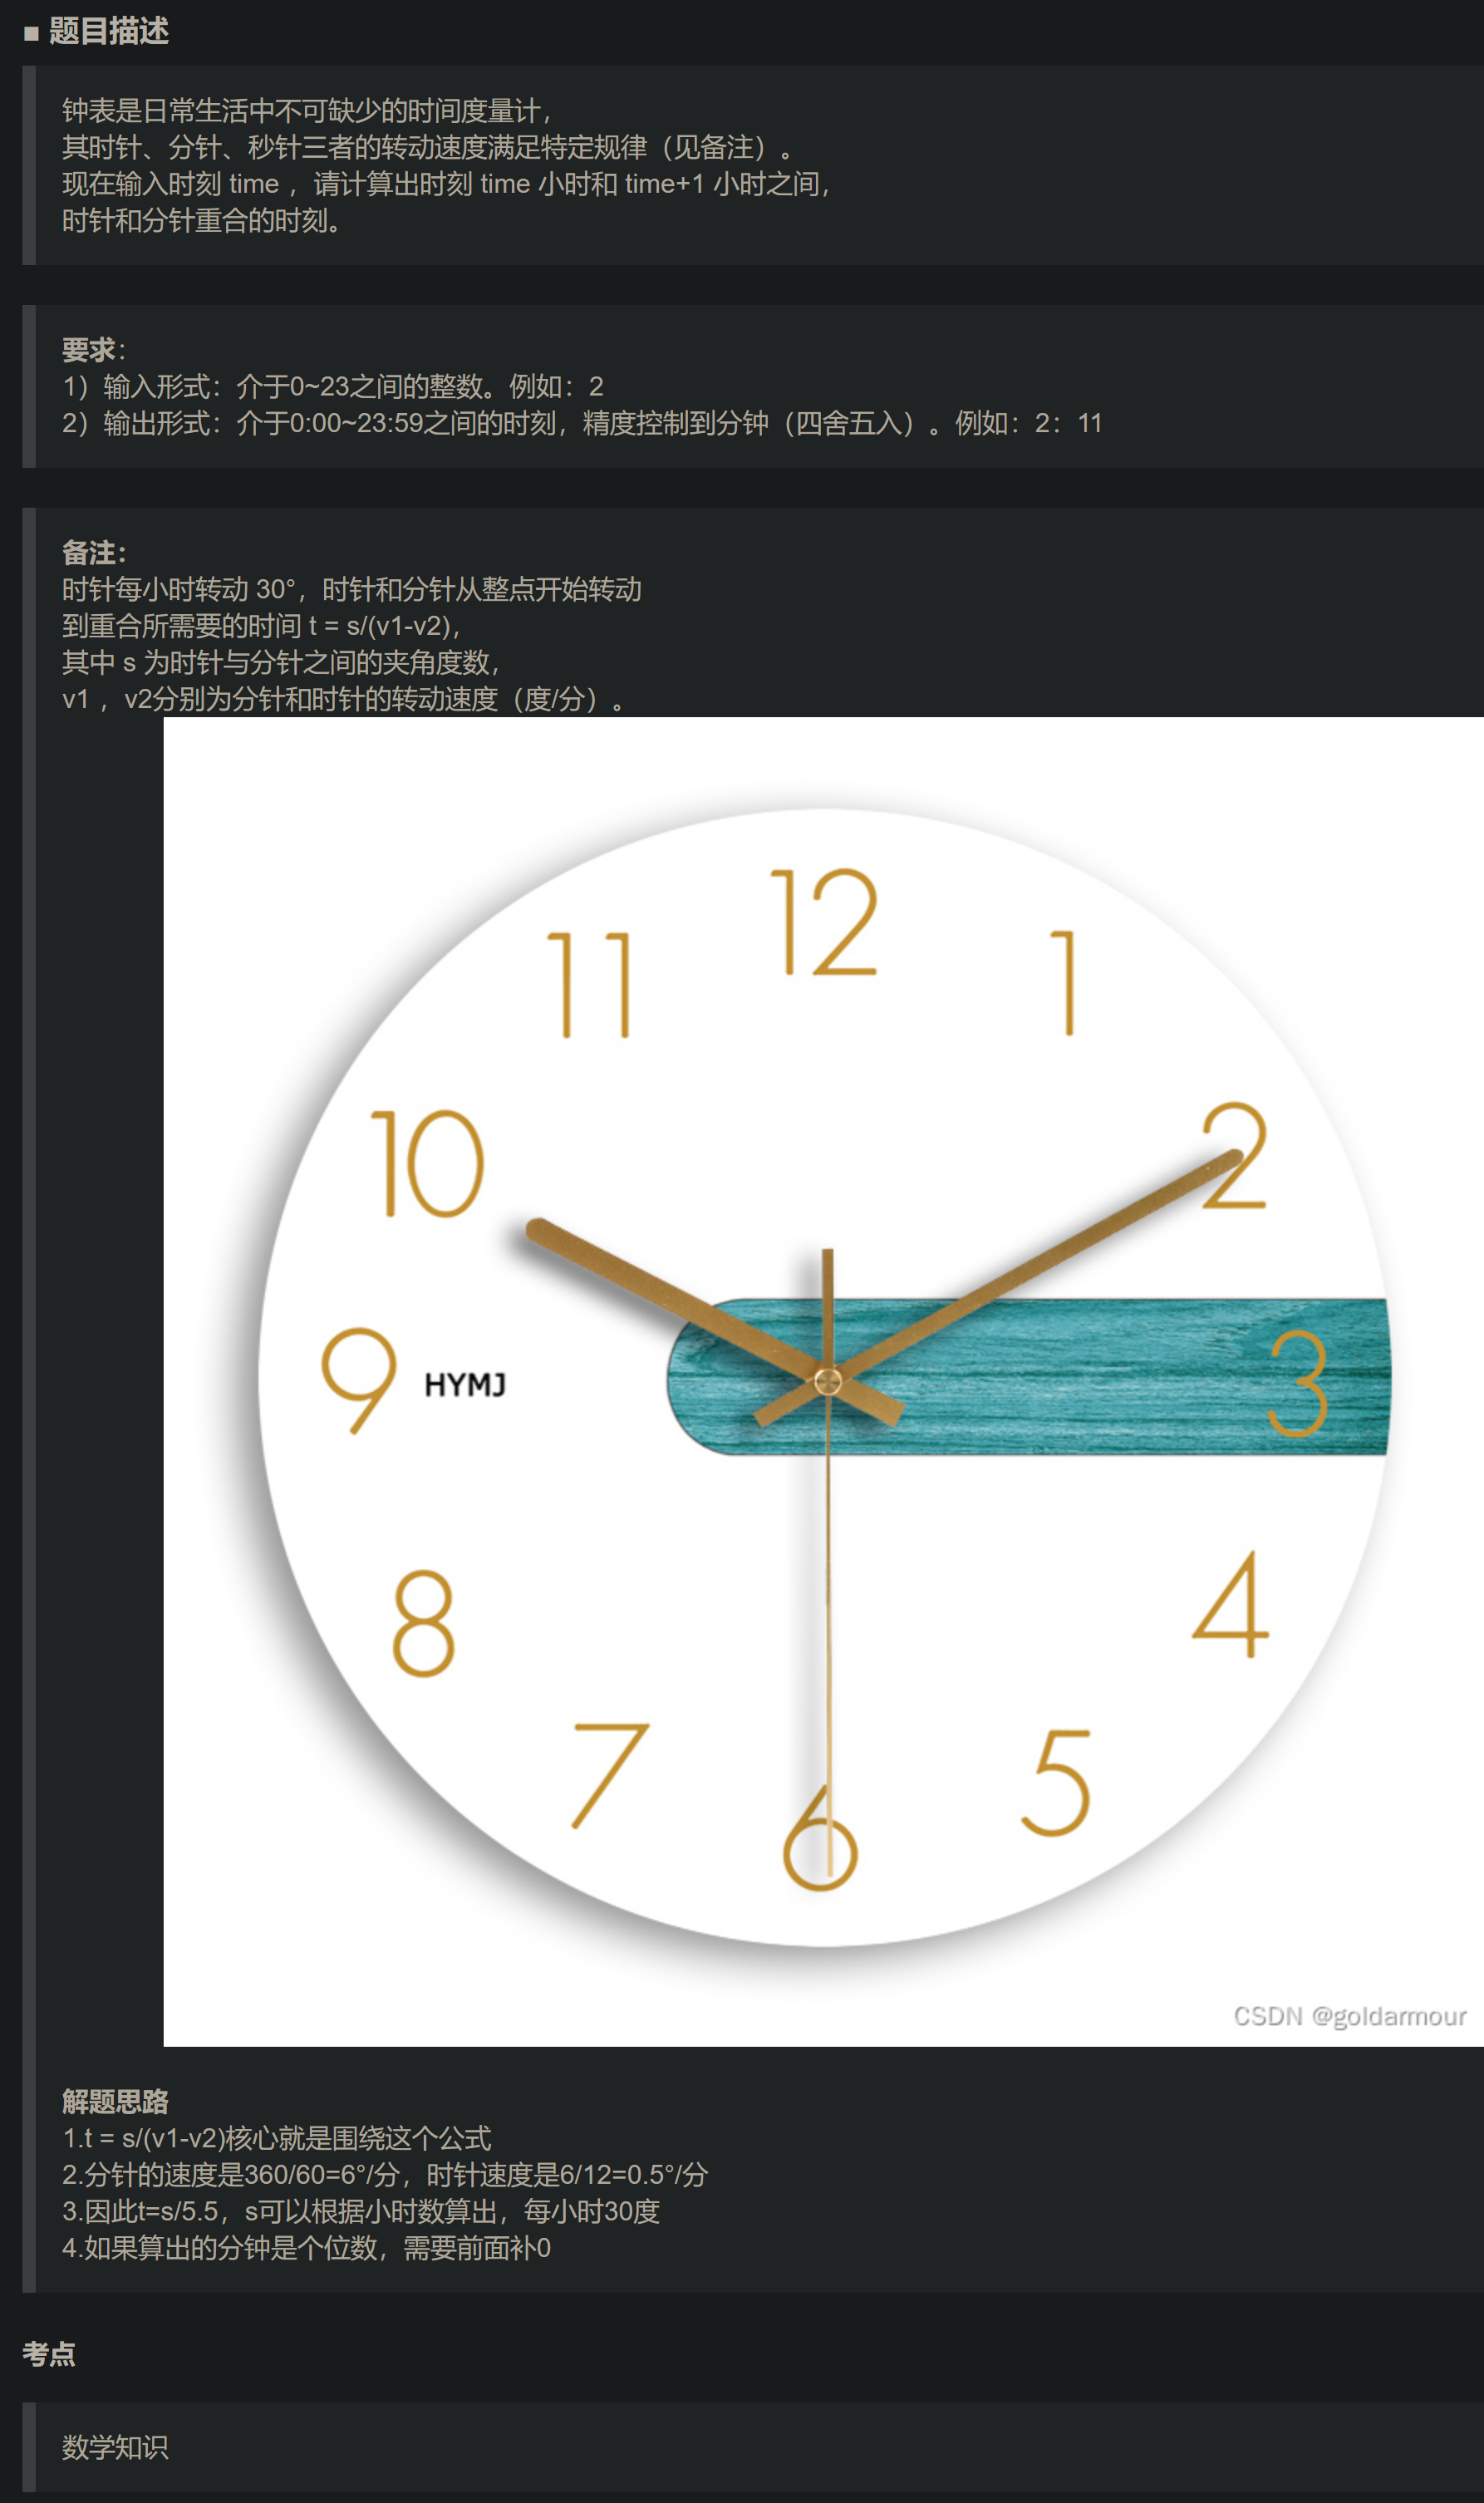 ■ 题目描述
钟表是日常生活中不可缺少的时间度量计，
其时针、分针、秒针三者的转动速度满足特定规律（见备注）。
现在输入时刻 time ，请计算出时刻 time 小时和 time+1 小时之间，
时针和分针重合的时刻。
要求：
1）输入形式：介于0~23之间的整数。例如：2
2）输出形式：介于0:00~23:59之间的时刻，精度控制到分钟（四舍五入）。例如：2：11
备注：
时针每小时转动 30°，时针和分针从整点开始转动
到重合所需要的时间 t = s/(v1-v2)，
其中 s 为时针与分针之间的夹角度数，
v1 ，v2分别为分针和时针的转动速度（度/分）。
12
11
1
10
2
9
HYMJ
3
8
4
7
5
6
CSDN @goldarmour
解题思路
1.t = s/(v1-v2)核心就是围绕这个公式
2.分针的速度是360/60=6°/分，时针速度是6/12=0.5°/分
3.因此t=s/5.5，s可以根据小时数算出，每小时30度
4.如果算出的分钟是个位数，需要前面补0
考点
数学知识